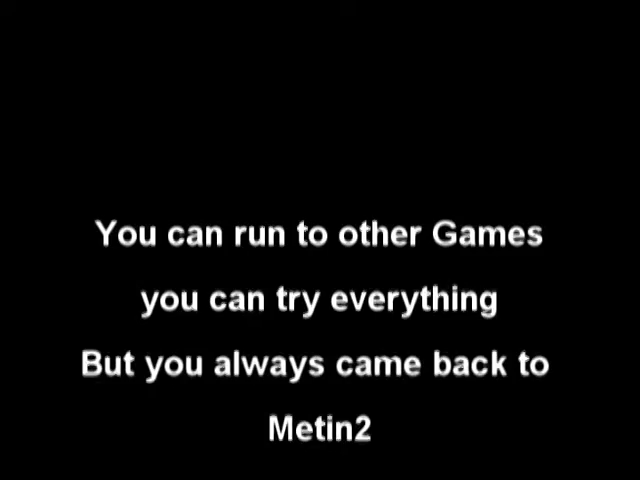 You can run to other Games
you can try everything
But you always came back to
Metin2